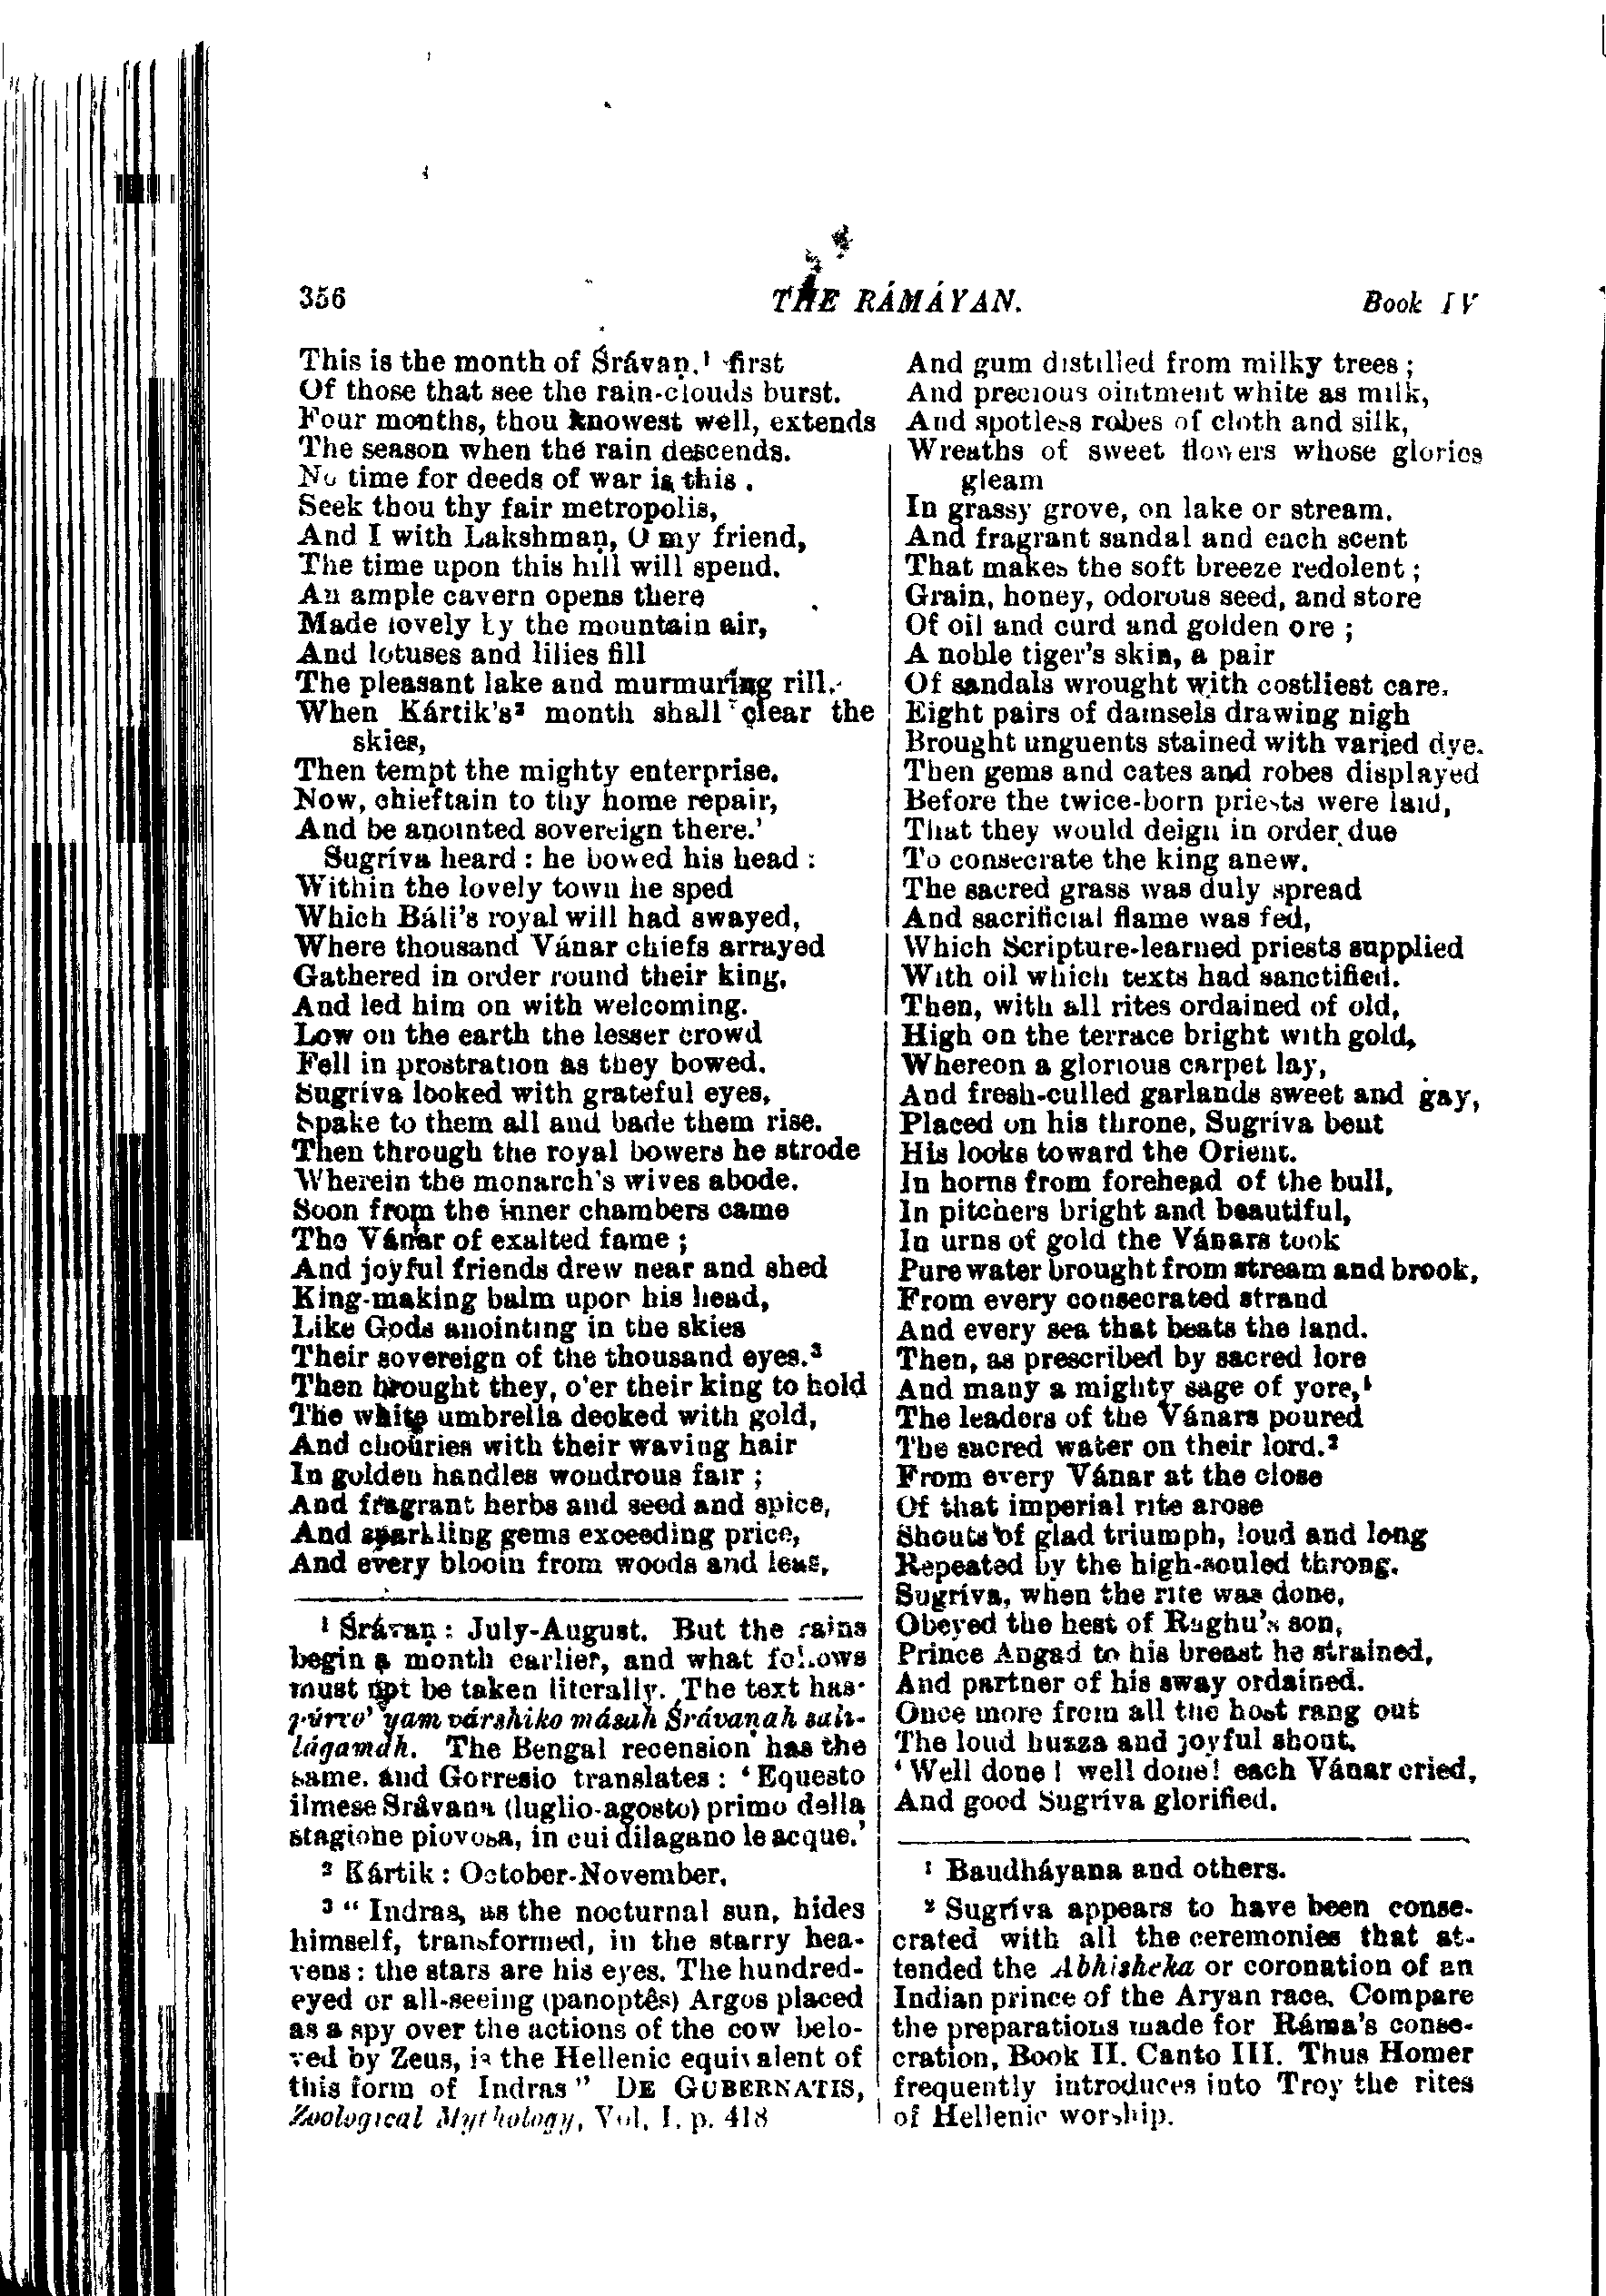 356 THE RÁMÁYAN. Book IV
This is the month of Śrávaṇ,¹ first
Of those that see the rain-clouds burst.
Four months, thou knowest well, extends
The season when the rain descends.
No time for deeds of war is this.
Seek thou thy fair metropolis,
And I with Lakshmaṇ, O my friend,
The time upon this hill will spend.
An ample cavern opens there
Made lovely by the mountain air,
And lotuses and lilies fill
The pleasant lake and murmuring rill.
When Kártik's² month shall clear the
skies,
Then tempt the mighty enterprise.
Now, chieftain to thy home repair,
And be anointed sovereign there.'
Sugríva heard : he bowed his head :
Within the lovely town he sped
Which Báli's royal will had swayed,
Where thousand Vánar chiefs arrayed
Gathered in order round their king,
And led him on with welcoming.
Low on the earth the lesser crowd
Fell in prostration as they bowed.
Sugríva looked with grateful eyes,
Spake to them all and bade them rise.
Then through the royal bowers he strode
Wherein the monarch's wives abode.
Soon from the inner chambers came
The Vánar of exalted fame ;
And joyful friends drew near and shed
King-making balm upon his head,
Like Gods anointing in the skies
Their sovereign of the thousand eyes.³
Then brought they, o'er their king to hold
The white umbrella decked with gold,
And chouries with their waving hair
In golden handles wondrous fair ;
And fragrant herbs and seed and spice,
And sparkling gems exceeding price,
And every bloom from woods and leas,
¹ Śrávaṇ : July-August. But the rains
begin a month earlier, and what follows
must not be taken literally. The text has
púrvo' yam várshiko másah Śrávaṇah sali-
lágamah. The Bengal recension has the
same. and Gorresio translates : 'Equesto
ilmese Srâvana (luglio-agosto) primo della
stagione piovosa, in cui dilagano le acque.'
² Kártik : October-November.
³ " Indras, as the nocturnal sun, hides
himself, transformed, in the starry hea-
vens : the stars are his eyes. The hundred-
eyed or all-seeing (panoptês) Argos placed
as a spy over the actions of the cow belo-
ved by Zeus, is the Hellenic equivalent of
this form of Indras" DE GUBERNATIS,
Zoological Mythology, Vol. I. p. 418
And gum distilled from milky trees ;
And precious ointment white as milk,
And spotless robes of cloth and silk,
Wreaths of sweet flowers whose glories
gleam
In grassy grove, on lake or stream.
And fragrant sandal and each scent
That makes the soft breeze redolent ;
Grain, honey, odorous seed, and store
Of oil and curd and golden ore ;
A noble tiger's skin, a pair
Of sandals wrought with costliest care,
Eight pairs of damsels drawing nigh
Brought unguents stained with varied dye.
Then gems and cates and robes displayed
Before the twice-born priests were laid,
That they would deign in order due
To consecrate the king anew.
The sacred grass was duly spread
And sacrificial flame was fed,
Which Scripture-learned priests supplied
With oil which texts had sanctified.
Then, with all rites ordained of old,
High on the terrace bright with gold,
Whereon a glorious carpet lay,
And fresh-culled garlands sweet and gay,
Placed on his throne, Sugríva bent
His looks toward the Orient.
In horns from forehead of the bull,
In pitchers bright and beautiful,
In urns of gold the Vánars took
Pure water brought from stream and brook,
From every consecrated strand
And every sea that beats the land.
Then, as prescribed by sacred lore
And many a mighty sage of yore,¹
The leaders of the Vánars poured
The sacred water on their lord.²
From every Vánar at the close
Of that imperial rite arose
Shouts of glad triumph, loud and long
Repeated by the high-souled throng.
Sugríva, when the rite was done,
Obeyed the hest of Raghu's son,
Prince Angad to his breast he strained,
And partner of his sway ordained.
Once more from all the host rang out
The loud huzza and joyful shout.
'Well done ! well done! each Vánar cried,
And good Sugríva glorified.
¹ Baudháyana and others.
² Sugríva appears to have been conse-
crated with all the ceremonies that at-
tended the Abhisheka or coronation of an
Indian prince of the Aryan race. Compare
the preparations made for Ráma's conse-
cration, Book II. Canto III. Thus Homer
frequently introduces into Troy the rites
of Hellenic worship.